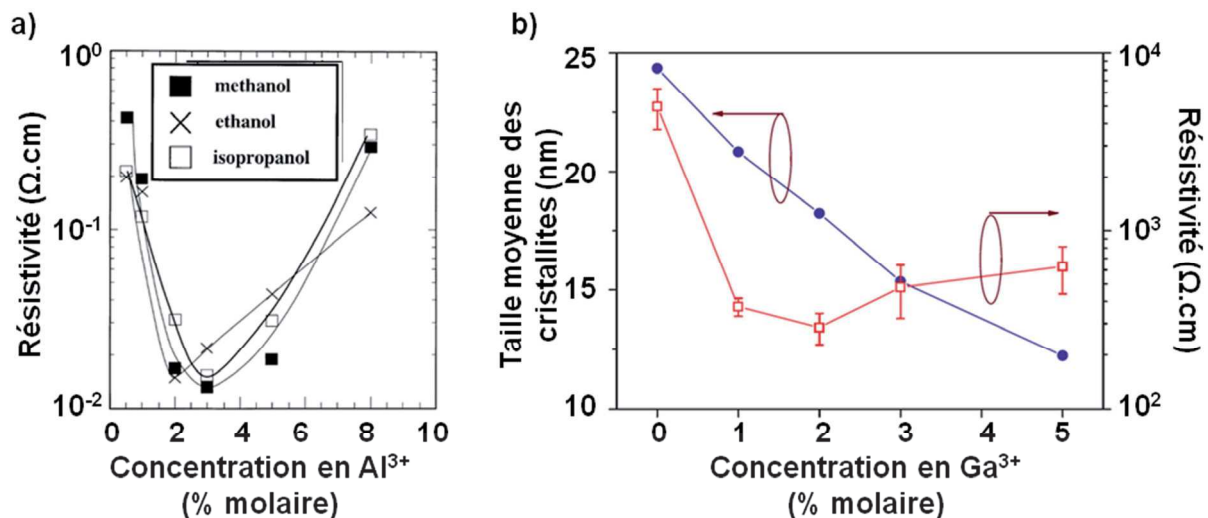 a)
10⁰
10⁻¹
10⁻²
Résistivité (Ω.cm)
methanol
ethanol
isopropanol
0 2 4 6 8 10
Concentration en Al³⁺
(% molaire)
b)
25
20
15
10
Taille moyenne des
cristallites (nm)
10⁴
10³
10²
Résistivité (Ω.cm)
0 1 2 3 4 5
Concentration en Ga³⁺
(% molaire)